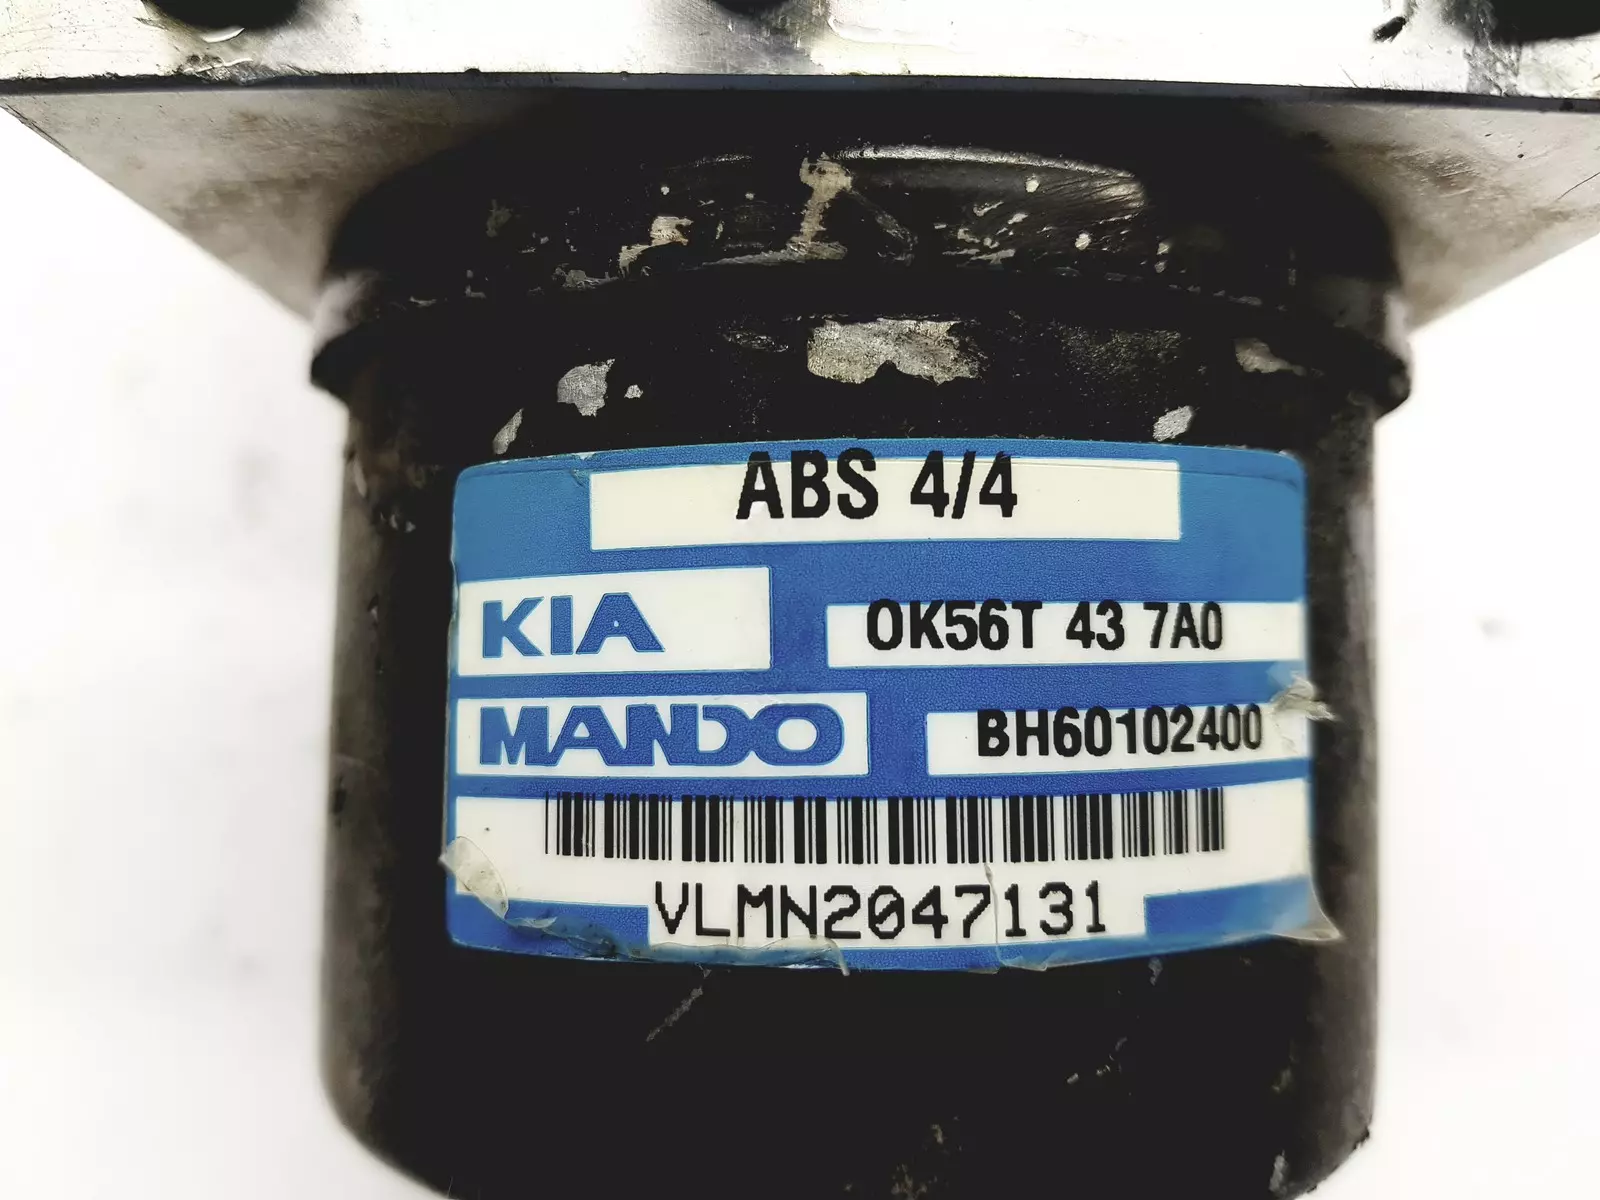 ABS 4/4
KIA
0K56T 43 7A0
MANDO
BH60102400
VLMN2047131